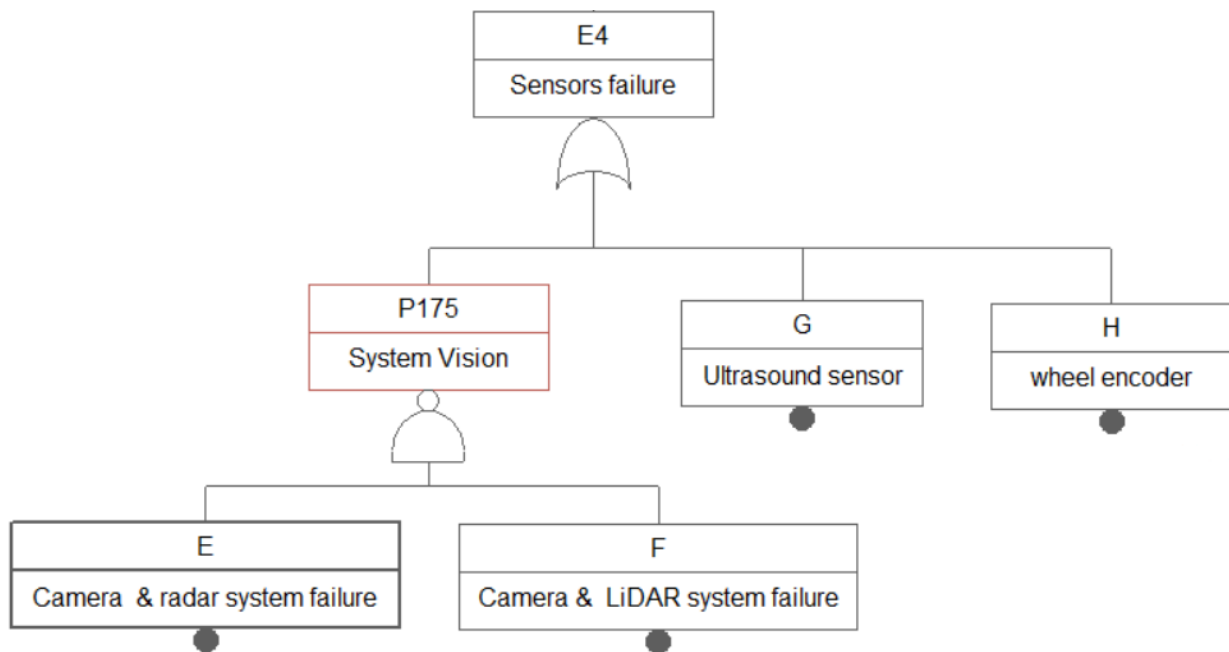 E4
Sensors failure
P175
System Vision
G
Ultrasound sensor
H
wheel encoder
E
Camera & radar system failure
F
Camera & LiDAR system failure